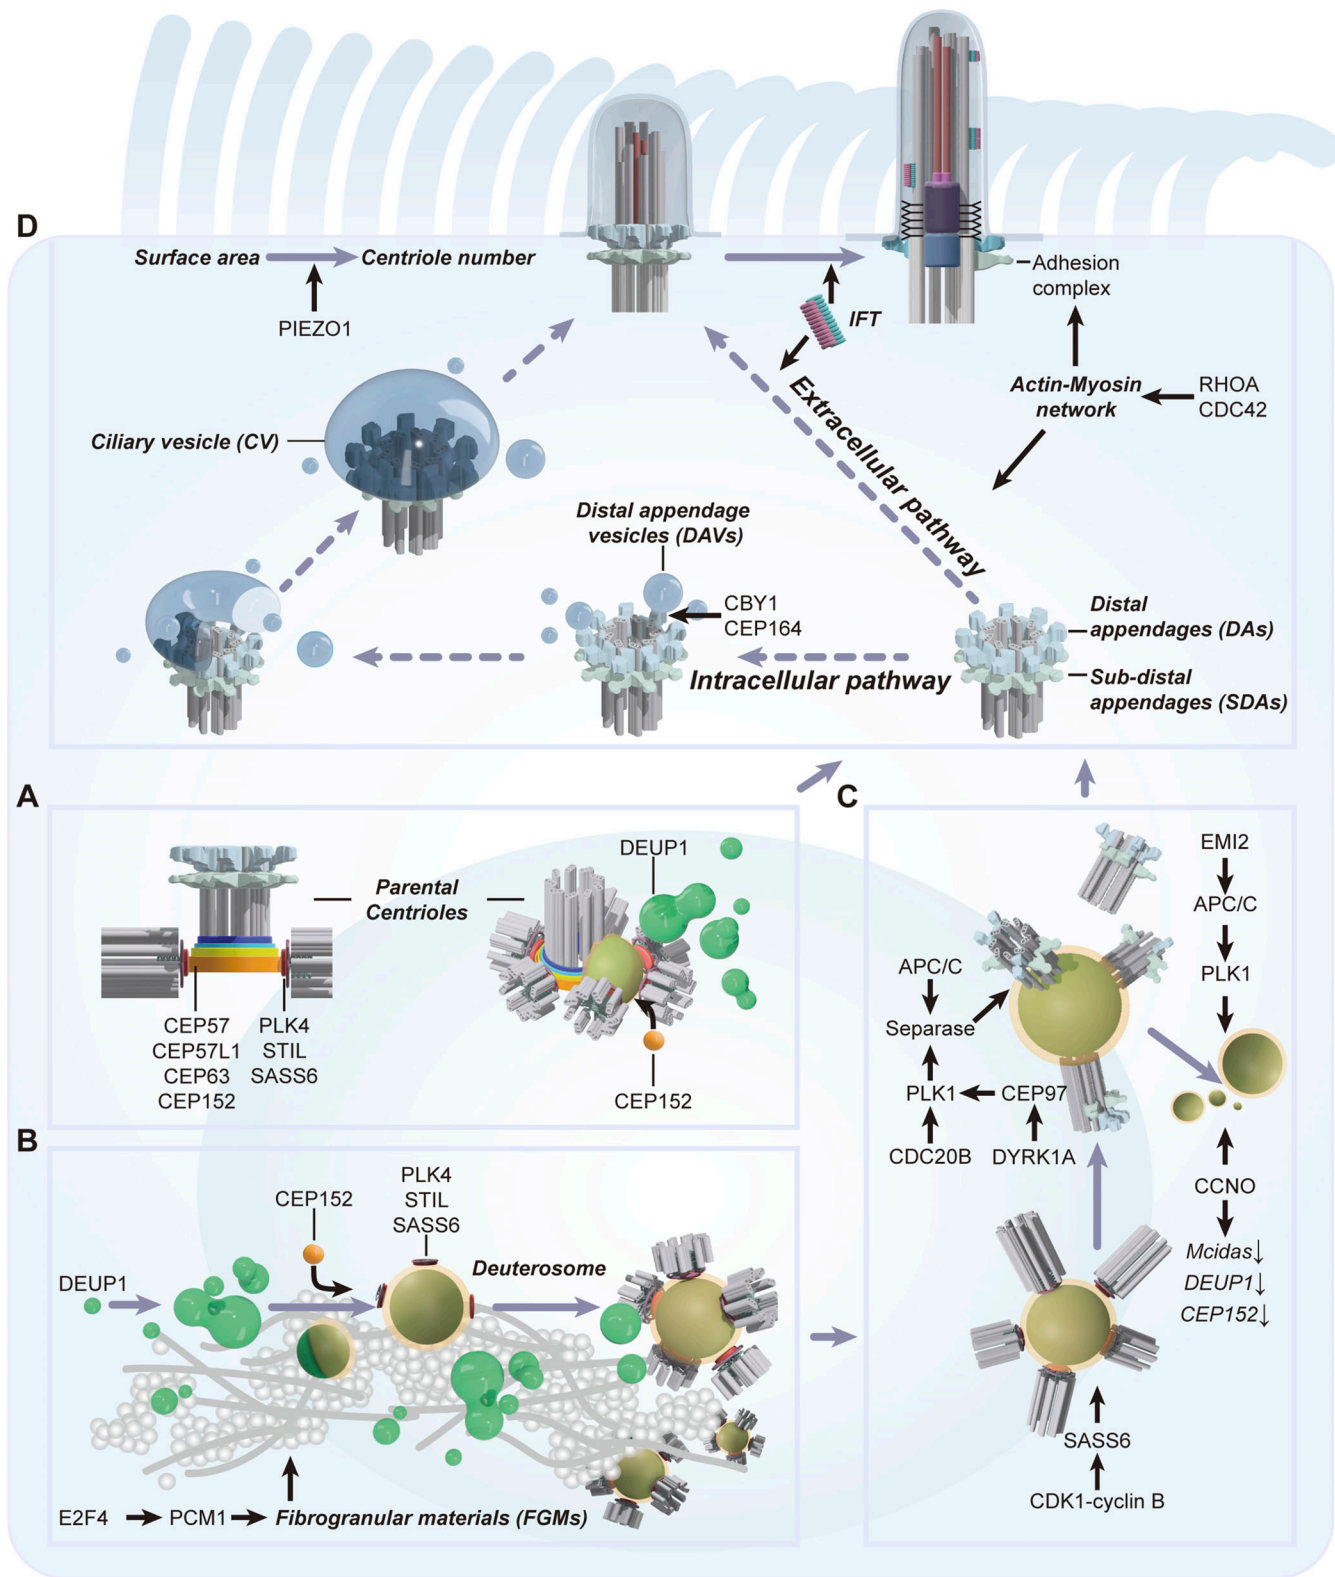 D
Surface area
Centriole number
PIEZO1
IFT
Adhesion
complex
Extracellular pathway
Actin-Myosin
network
RHOA
CDC42
Ciliary vesicle (CV)
Distal appendage
vesicles (DAVs)
CBY1
CEP164
Intracellular pathway
Distal
appendages (DAs)
Sub-distal
appendages (SDAs)
A
Parental
Centrioles
DEUP1
CEP57
CEP57L1
CEP63
CEP152
PLK4
STIL
SASS6
CEP152
B
CEP152
PLK4
STIL
SASS6
DEUP1
Deuterosome
E2F4
PCM1
Fibrogranular materials (FGMs)
C
EMI2
APC/C
PLK1
APC/C
Separase
PLK1
CEP97
CDC20B
DYRK1A
CCNO
Mcidas↓
DEUP1↓
CEP152↓
SASS6
CDK1-cyclin B